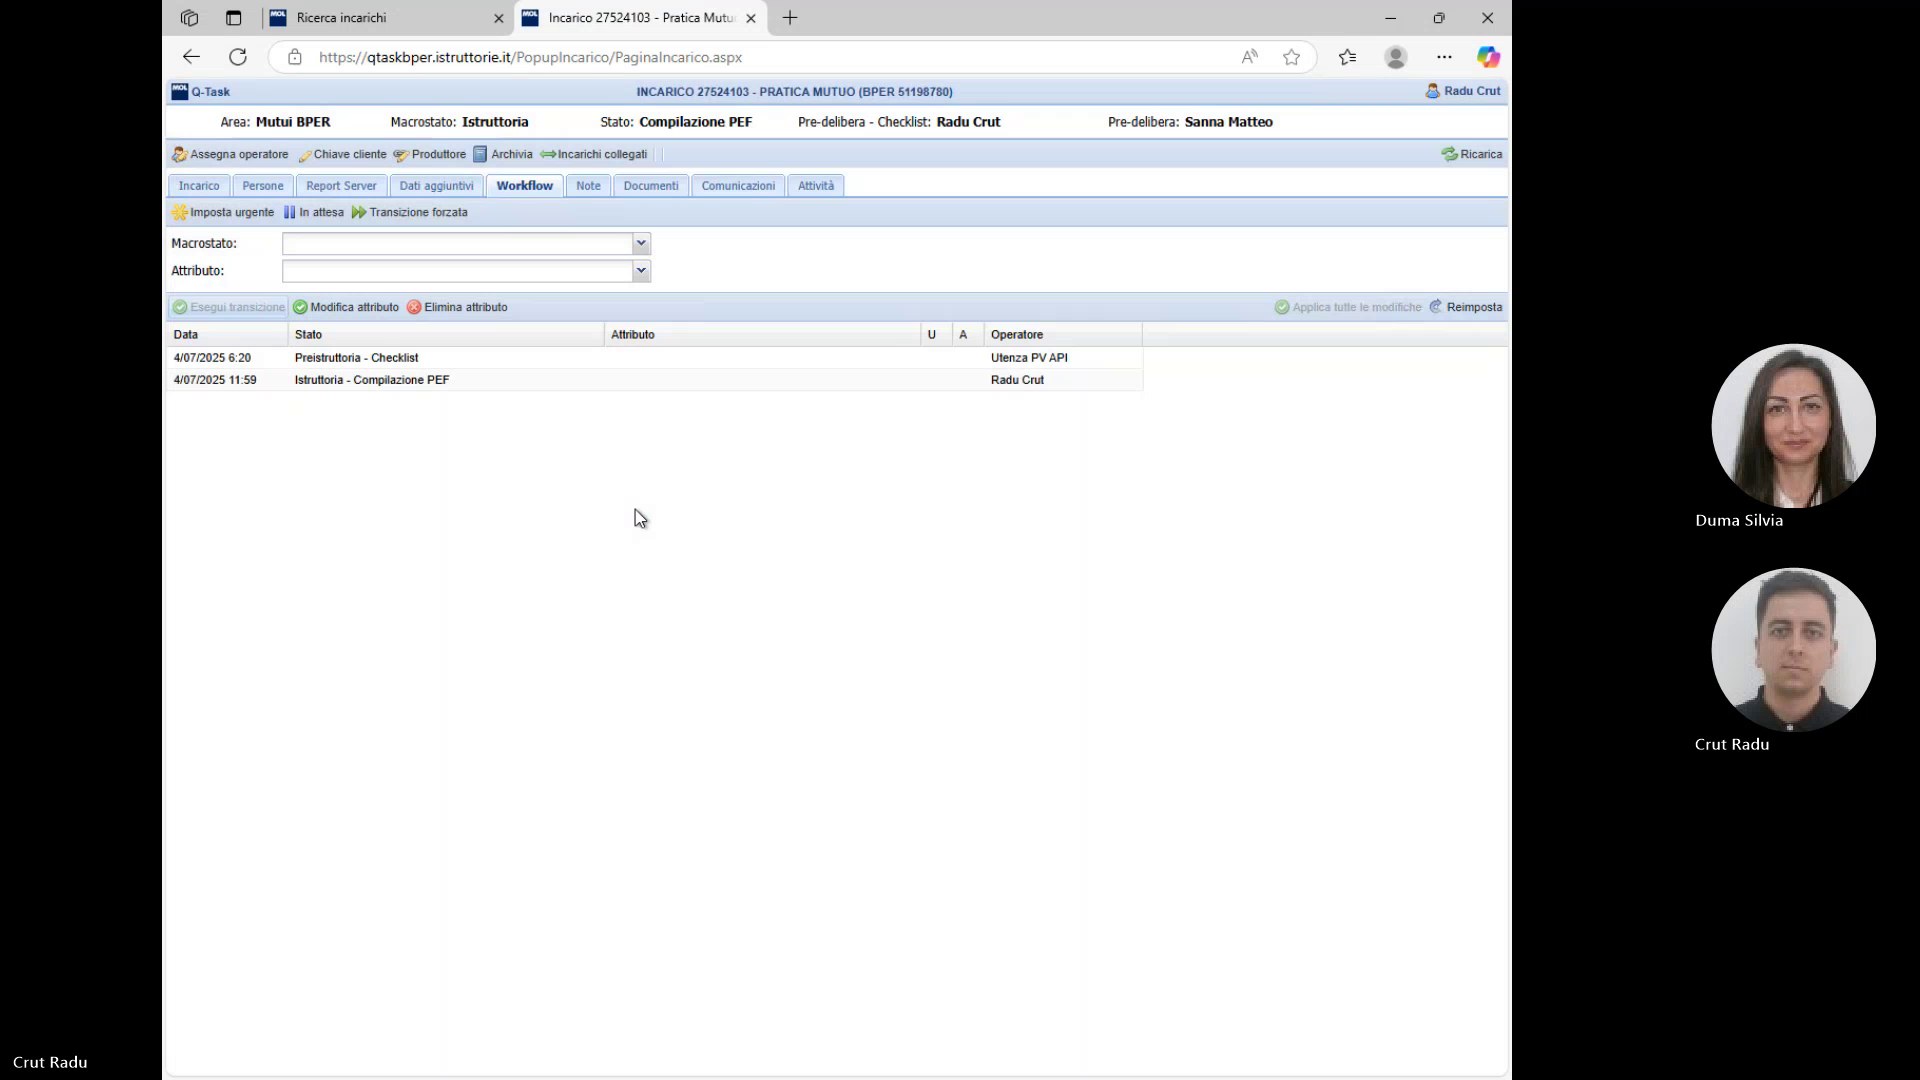 Ricerca incarichi
Incarico 27524103 - Pratica Mutu
https://qtaskbper.istruttorie.it/PopupIncarico/PaginaIncarico.aspx
MOL Q-Task
INCARICO 27524103 - PRATICA MUTUO (BPER 51198780)
Radu Crut
Area: Mutui BPER Macrostato: Istruttoria Stato: Compilazione PEF Pre-delibera - Checklist: Radu Crut Pre-delibera: Sanna Matteo
Assegna operatore Chiave cliente Produttore Archivia Incarichi collegati Ricarica
Incarico Persone Report Server Dati aggiuntivi Workflow Note Documenti Comunicazioni Attività
Imposta urgente In attesa Transizione forzata
Macrostato:
Attributo:
Esegui transizione Modifica attributo Elimina attributo Applica tutte le modifiche Reimposta
Data Stato Attributo U A Operatore
4/07/2025 6:20 Preistruttoria - Checklist Utenza PV API
4/07/2025 11:59 Istruttoria - Compilazione PEF Radu Crut
Duma Silvia
Crut Radu
Crut Radu